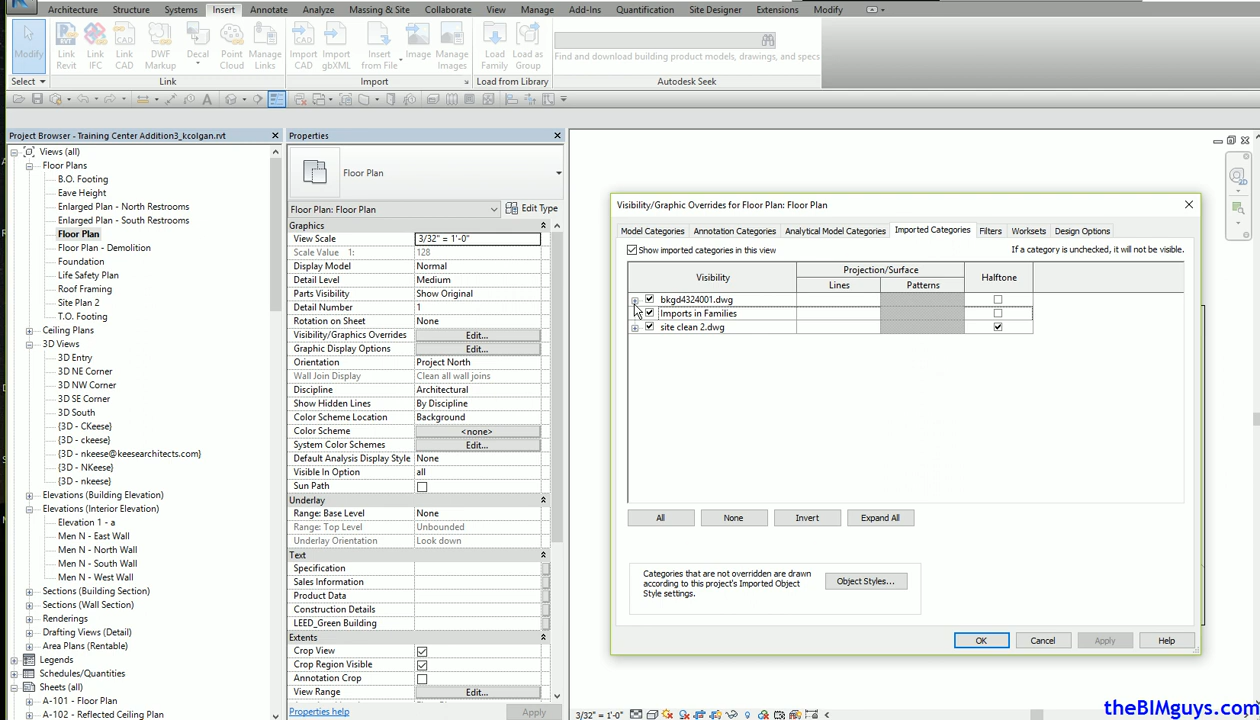 Architecture Structure Systems Insert Annotate Analyze Massing & Site Collaborate View Manage Add-Ins Quantification Site Designer Extensions Modify
Modify
Link Revit
Link IFC
Link CAD
DWF Markup
Decal
Point Cloud
Manage Links
Import CAD
Import gbXML
Insert from File
Image
Manage Images
Load Family
Load as Group
Find and download building product models, drawings, and specs
Select
Link
Import
Load from Library
Autodesk Seek
Project Browser - Training Center Addition3_kcolgan.rvt
Views (all)
Floor Plans
B.O. Footing
Eave Height
Enlarged Plan - North Restrooms
Enlarged Plan - South Restrooms
Floor Plan
Floor Plan - Demolition
Foundation
Life Safety Plan
Roof Framing
Site Plan 2
T.O. Footing
Ceiling Plans
3D Views
3D Entry
3D NE Corner
3D NW Corner
3D SE Corner
3D South
{3D - CKeese}
{3D - ckeese}
{3D - nkeese@keesearchitects.com}
{3D - NKeese}
{3D - nkeese}
Elevations (Building Elevation)
Elevations (Interior Elevation)
Elevation 1 - a
Men N - East Wall
Men N - North Wall
Men N - South Wall
Men N - West Wall
Sections (Building Section)
Sections (Wall Section)
Renderings
Drafting Views (Detail)
Area Plans (Rentable)
Legends
Schedules/Quantities
Sheets (all)
A-101 - Floor Plan
A-102 - Reflected Ceiling Plan
Properties
Floor Plan
Floor Plan: Floor Plan
Edit Type
Graphics
View Scale 3/32" = 1'-0"
Scale Value 1: 128
Display Model Normal
Detail Level Medium
Parts Visibility Show Original
Detail Number 1
Rotation on Sheet None
Visibility/Graphics Overrides Edit...
Graphic Display Options Edit...
Orientation Project North
Wall Join Display Clean all wall joins
Discipline Architectural
Show Hidden Lines By Discipline
Color Scheme Location Background
Color Scheme <none>
System Color Schemes Edit...
Default Analysis Display Style None
Visible In Option all
Sun Path
Underlay
Range: Base Level None
Range: Top Level Unbounded
Underlay Orientation Look down
Text
Specification
Sales Information
Product Data
Construction Details
LEED_Green Building
Extents
Crop View
Crop Region Visible
Annotation Crop
View Range Edit...
Properties help
Apply
Visibility/Graphic Overrides for Floor Plan: Floor Plan
Model Categories Annotation Categories Analytical Model Categories Imported Categories Filters Worksets Design Options
Show imported categories in this view
If a category is unchecked, it will not be visible.
Visibility
Projection/Surface
Lines Patterns
Halftone
bkgd4324001.dwg
Imports in Families
site clean 2.dwg
All None Invert Expand All
Categories that are not overridden are drawn
according to this project's Imported Object
Style settings.
Object Styles...
OK Cancel Apply Help
3/32" = 1'-0"
theBIMguys.com